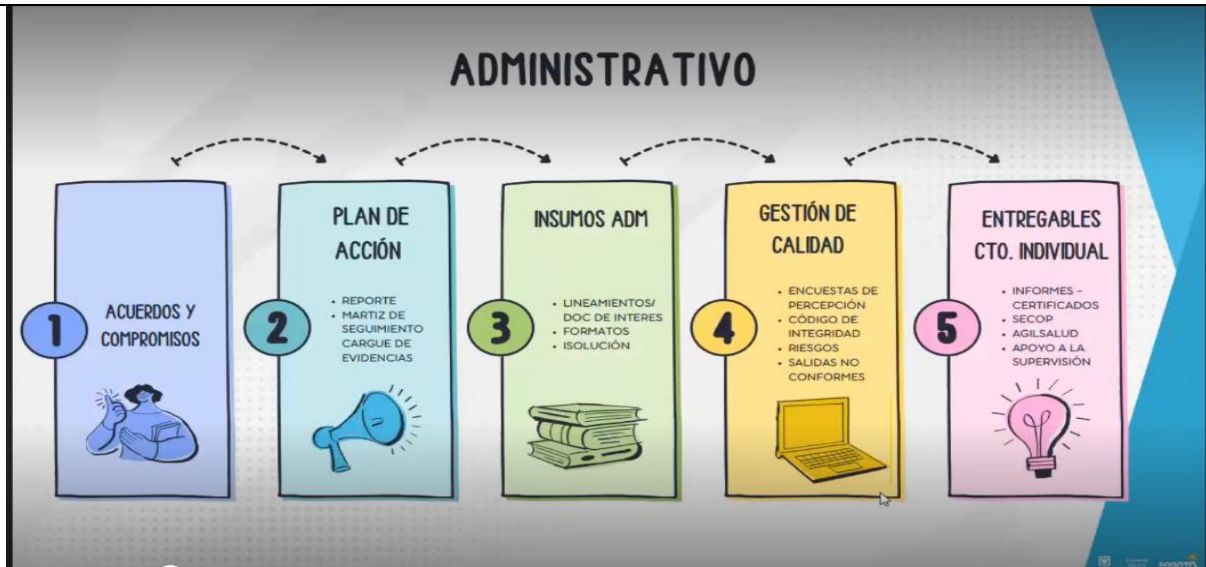 ADMINISTRATIVO
1
ACUERDOS Y
COMPROMISOS
2
PLAN DE
ACCIÓN
• REPORTE
• MARTIZ DE
SEGUIMIENTO
CARGUE DE
EVIDENCIAS
3
INSUMOS ADM
• LINEAMIENTOS/
DOC DE INTERES
• FORMATOS
• ISOLUCIÓN
4
GESTIÓN DE
CALIDAD
• ENCUESTAS DE
PERCEPCIÓN
• CÓDIGO DE
INTEGRIDAD
• RIESGOS
• SALIDAS NO
CONFORMES
5
ENTREGABLES
CTO. INDIVIDUAL
• INFORMES -
CERTIFICADOS
• SECOP
• AGILSALUD
• APOYO A LA
SUPERVISIÓN
BOGOTÁ